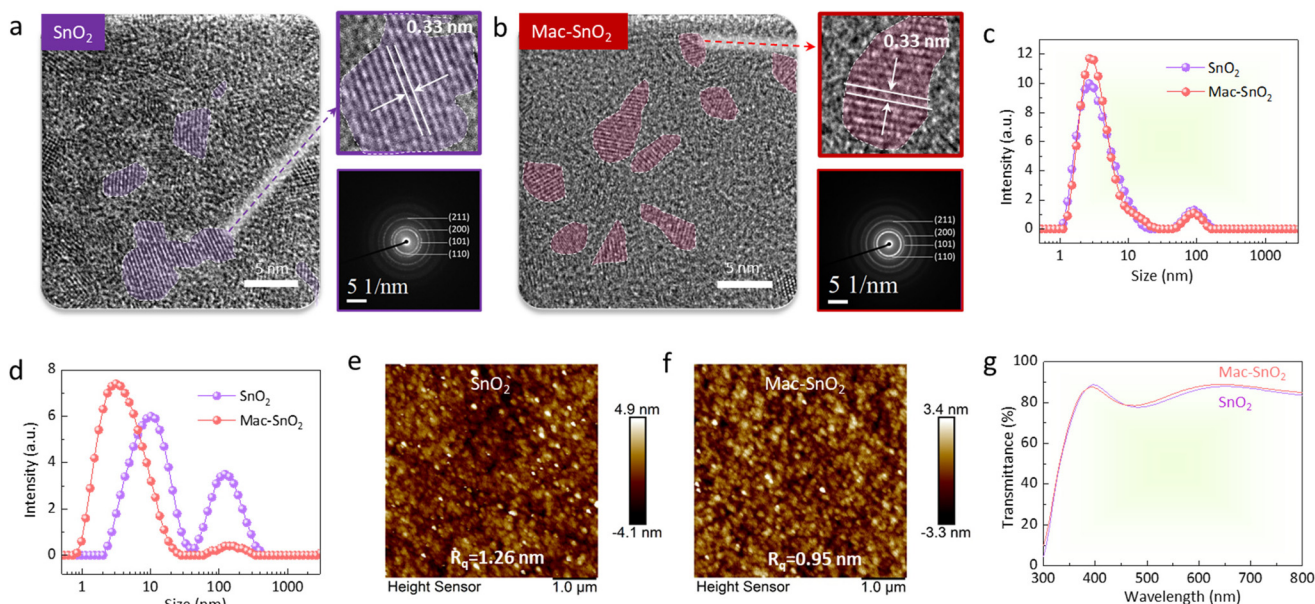 a
SnO₂
0.33 nm
5 nm
(211)
(200)
(101)
(110)
5 1/nm
b
Mac-SnO₂
0.33 nm
5 nm
(211)
(200)
(101)
(110)
5 1/nm
c
Intensity (a.u.)
12
10
8
6
4
2
0
SnO₂
Mac-SnO₂
1
10
100
1000
Size (nm)
d
Intensity (a.u.)
8
6
4
2
0
SnO₂
Mac-SnO₂
1
10
100
1000
Size (nm)
e
SnO₂
Rq=1.26 nm
Height Sensor
1.0 µm
4.9 nm
-4.1 nm
f
Mac-SnO₂
Rq=0.95 nm
Height Sensor
1.0 µm
3.4 nm
-3.3 nm
g
Transmittance (%)
100
80
60
40
20
0
Mac-SnO₂
SnO₂
300
400
500
600
700
800
Wavelength (nm)